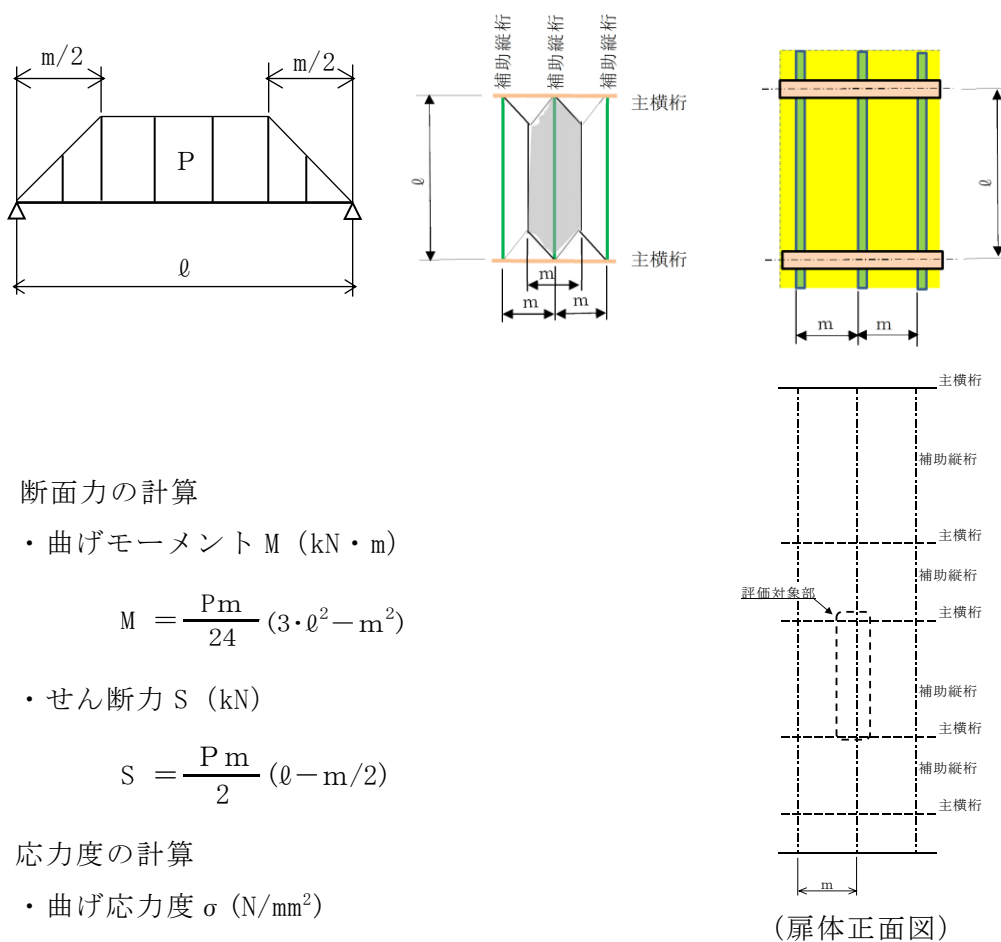 m/2
m/2
P
ℓ
補助縦桁
補助縦桁
補助縦桁
主横桁
ℓ
主横桁
m
m
m
ℓ
m
m
断面力の計算
・曲げモーメント M (kN・m)
M = Pm/24 (3・ℓ²－m²)
・せん断力 S (kN)
S = Pm/2 (ℓ－m/2)
応力度の計算
・曲げ応力度 σ (N/mm²)
主横桁
補助縦桁
主横桁
補助縦桁
評価対象部
主横桁
補助縦桁
主横桁
補助縦桁
主横桁
m
(扉体正面図)